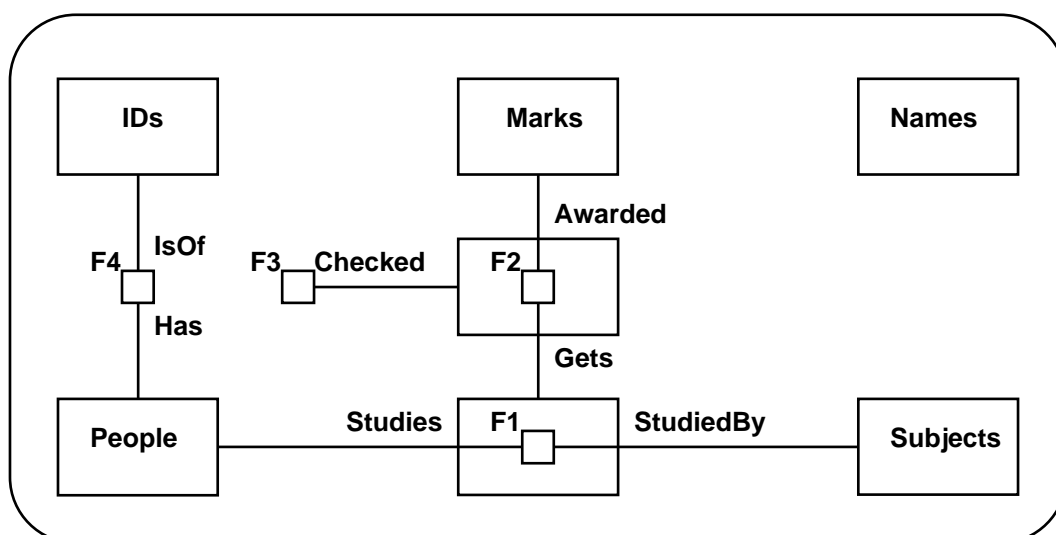 IDs
Marks
Names
Awarded
IsOf
F4
F3
Checked
F2
Has
Gets
People
Studies
F1
StudiedBy
Subjects